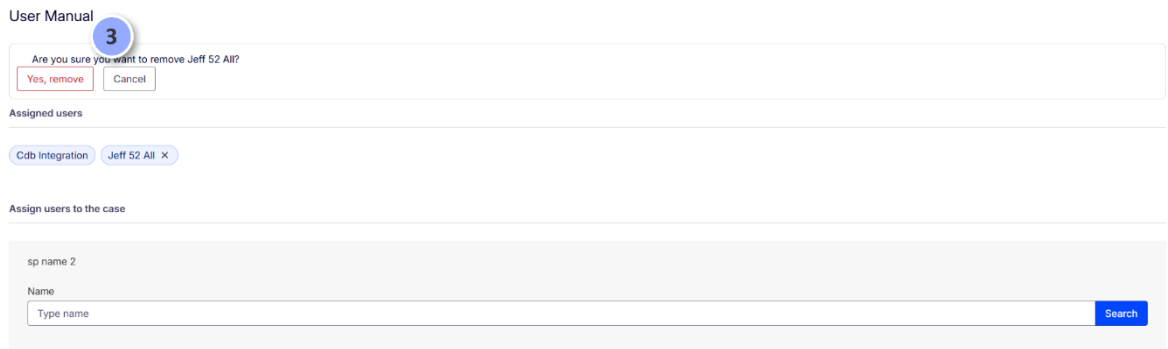 User Manual
3
Are you sure you want to remove Jeff 52 All?
Yes, remove Cancel
Assigned users
Cdb Integration Jeff 52 All ×
Assign users to the case
sp name 2
Name
Type name Search